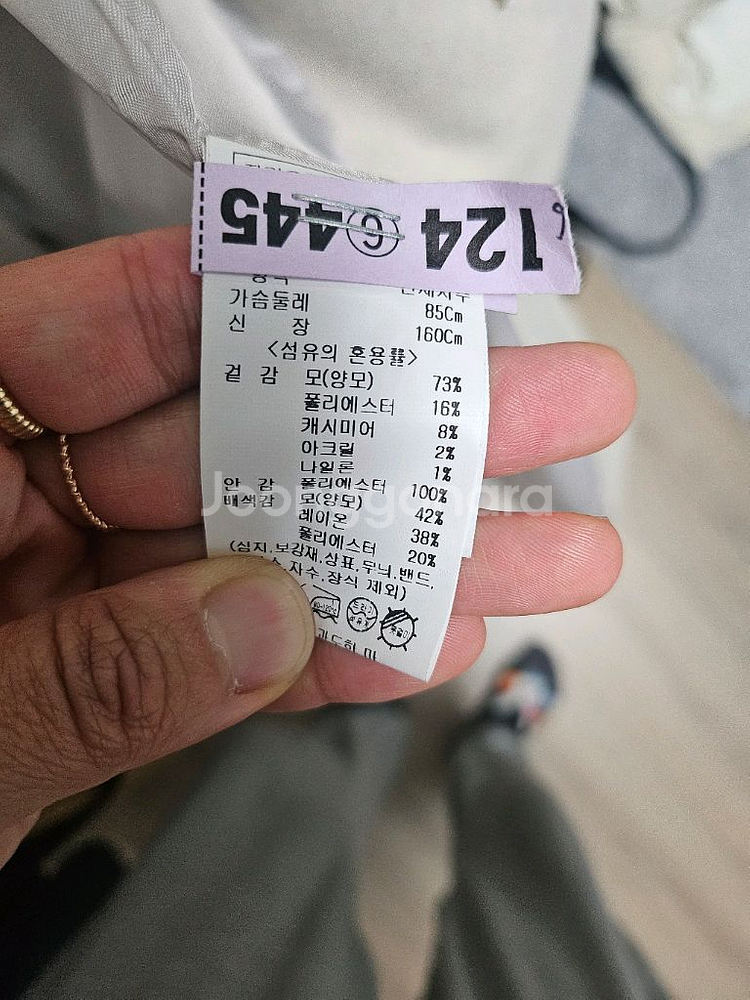 124 ⑥ 445
가슴둘레 85Cm
신 장 160Cm
<섬유의 혼용률>
겉 감 모(양모) 73%
폴리에스터 16%
캐시미어 8%
아크릴 2%
나일론 1%
안 감 폴리에스터 100%
배색감 모(양모) 42%
레이온 38%
폴리에스터 20%
(심지,보강재,상표,무늬,밴드,
자수,장식 제외)
드라이
Joonggonara